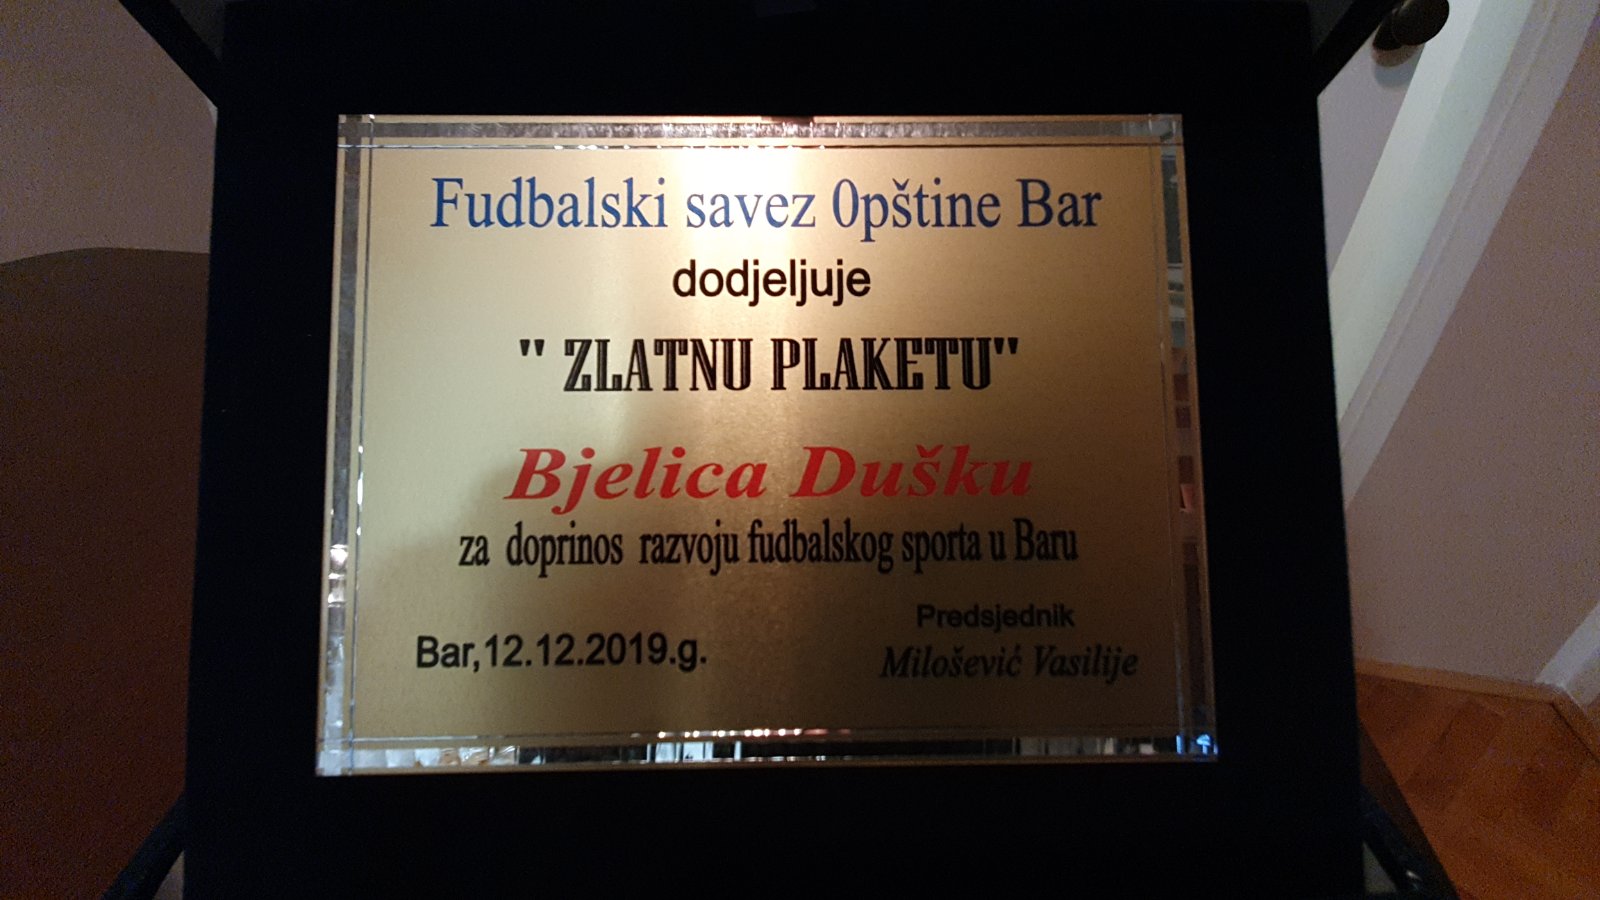 Fudbalski savez 0pštine Bar
dodjeljuje
" ZLATNU PLAKETU"
Bjelica Dušku
za doprinos razvoju fudbalskog sporta u Baru
Predsjednik
Bar,12.12.2019.g.
Milošević Vasilije